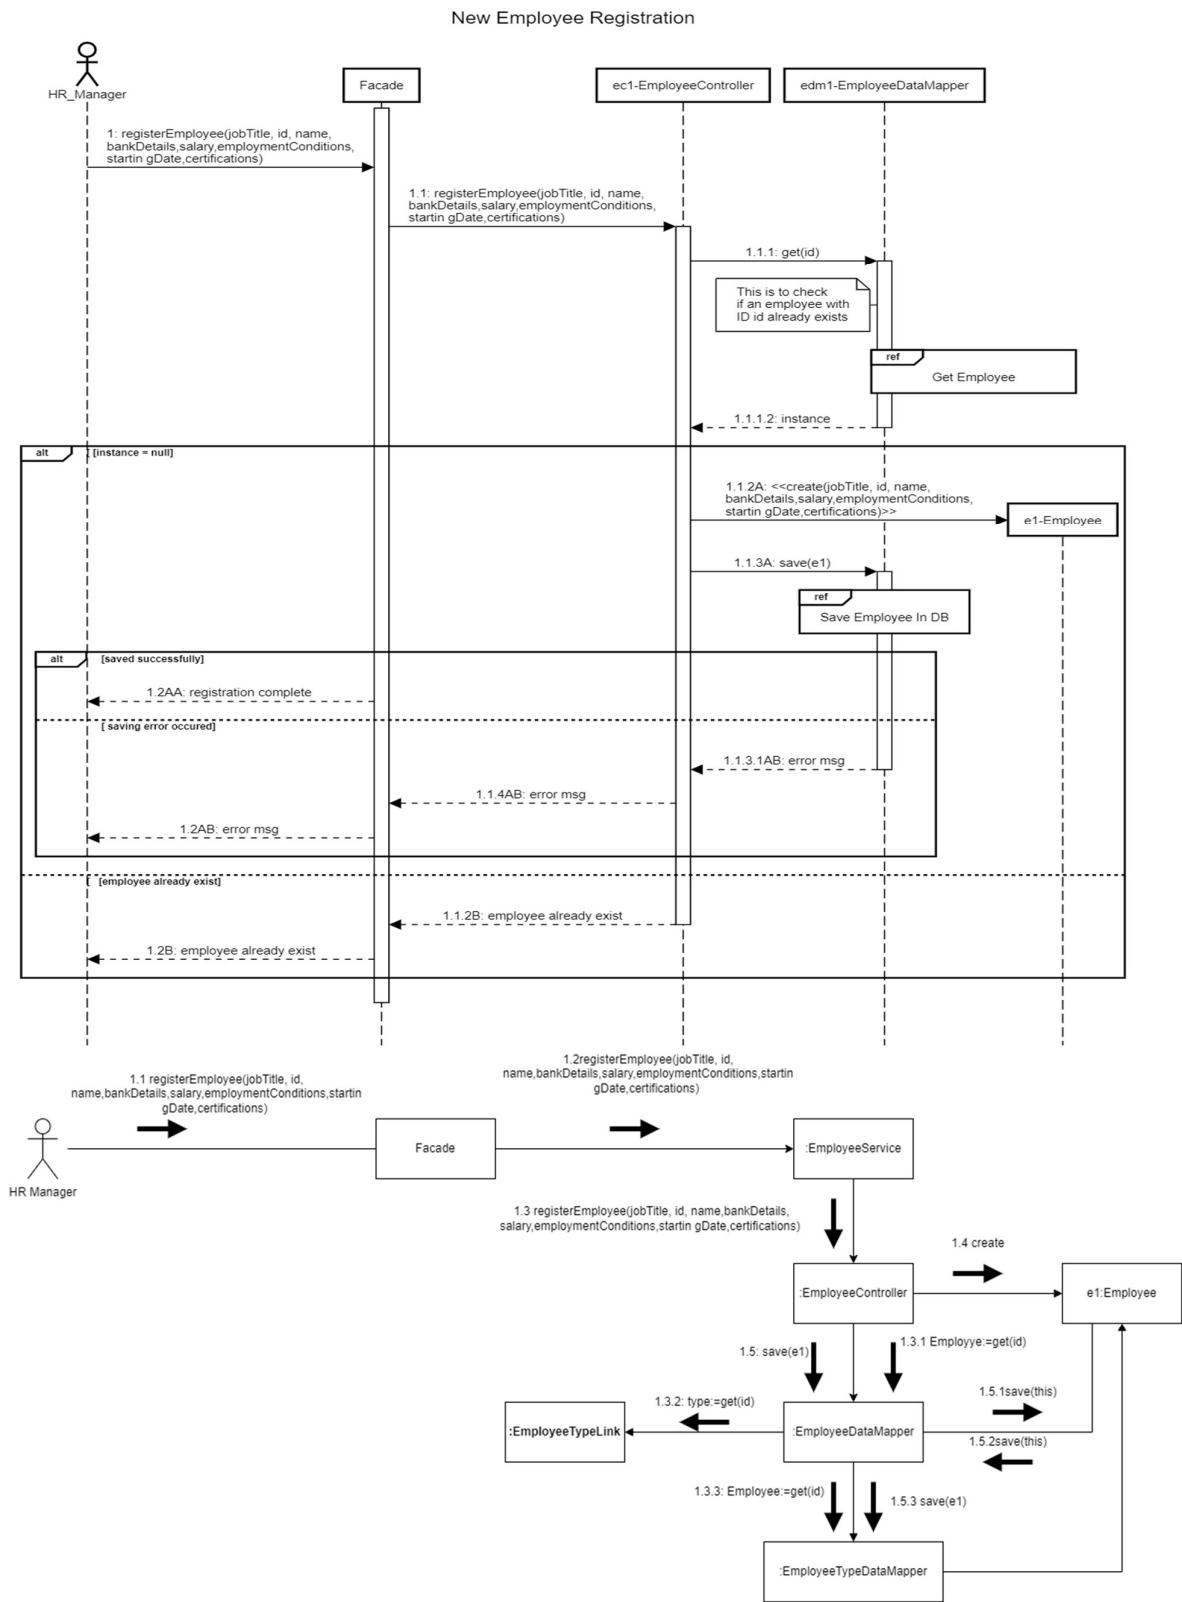 New Employee Registration
HR_Manager
Facade
ec1-EmployeeController
edm1-EmployeeDataMapper
1: registerEmployee(jobTitle, id, name,
bankDetails,salary,employmentConditions,
startin gDate,certifications)
1.1: registerEmployee(jobTitle, id, name,
bankDetails,salary,employmentConditions,
startin gDate,certifications)
1.1.1: get(id)
This is to check
if an employee with
ID id already exists
ref
Get Employee
1.1.1.2: instance
alt
[instance = null]
1.1.2A: <<create(jobTitle, id, name,
bankDetails,salary,employmentConditions,
startin gDate,certifications)>>
e1-Employee
1.1.3A: save(e1)
ref
Save Employee In DB
alt
[saved successfully]
1.2AA: registration complete
[ saving error occured]
1.1.3.1AB: error msg
1.1.4AB: error msg
1.2AB: error msg
[employee already exist]
1.1.2B: employee already exist
1.2B: employee already exist
1.1 registerEmployee(jobTitle, id,
name,bankDetails,salary,employmentConditions,startin
gDate,certifications)
1.2registerEmployee(jobTitle, id,
name,bankDetails,salary,employmentConditions,startin
gDate,certifications)
HR Manager
Facade
:EmployeeService
1.3 registerEmployee(jobTitle, id, name,bankDetails,
salary,employmentConditions,startin gDate,certifications)
1.4 create
:EmployeeController
e1:Employee
1.5: save(e1)
1.3.1 Employye:=get(id)
1.3.2: type:=get(id)
1.5.1save(this)
:EmployeeTypeLink
:EmployeeDataMapper
1.5.2save(this)
1.3.3: Employee:=get(id)
1.5.3 save(e1)
:EmployeeTypeDataMapper